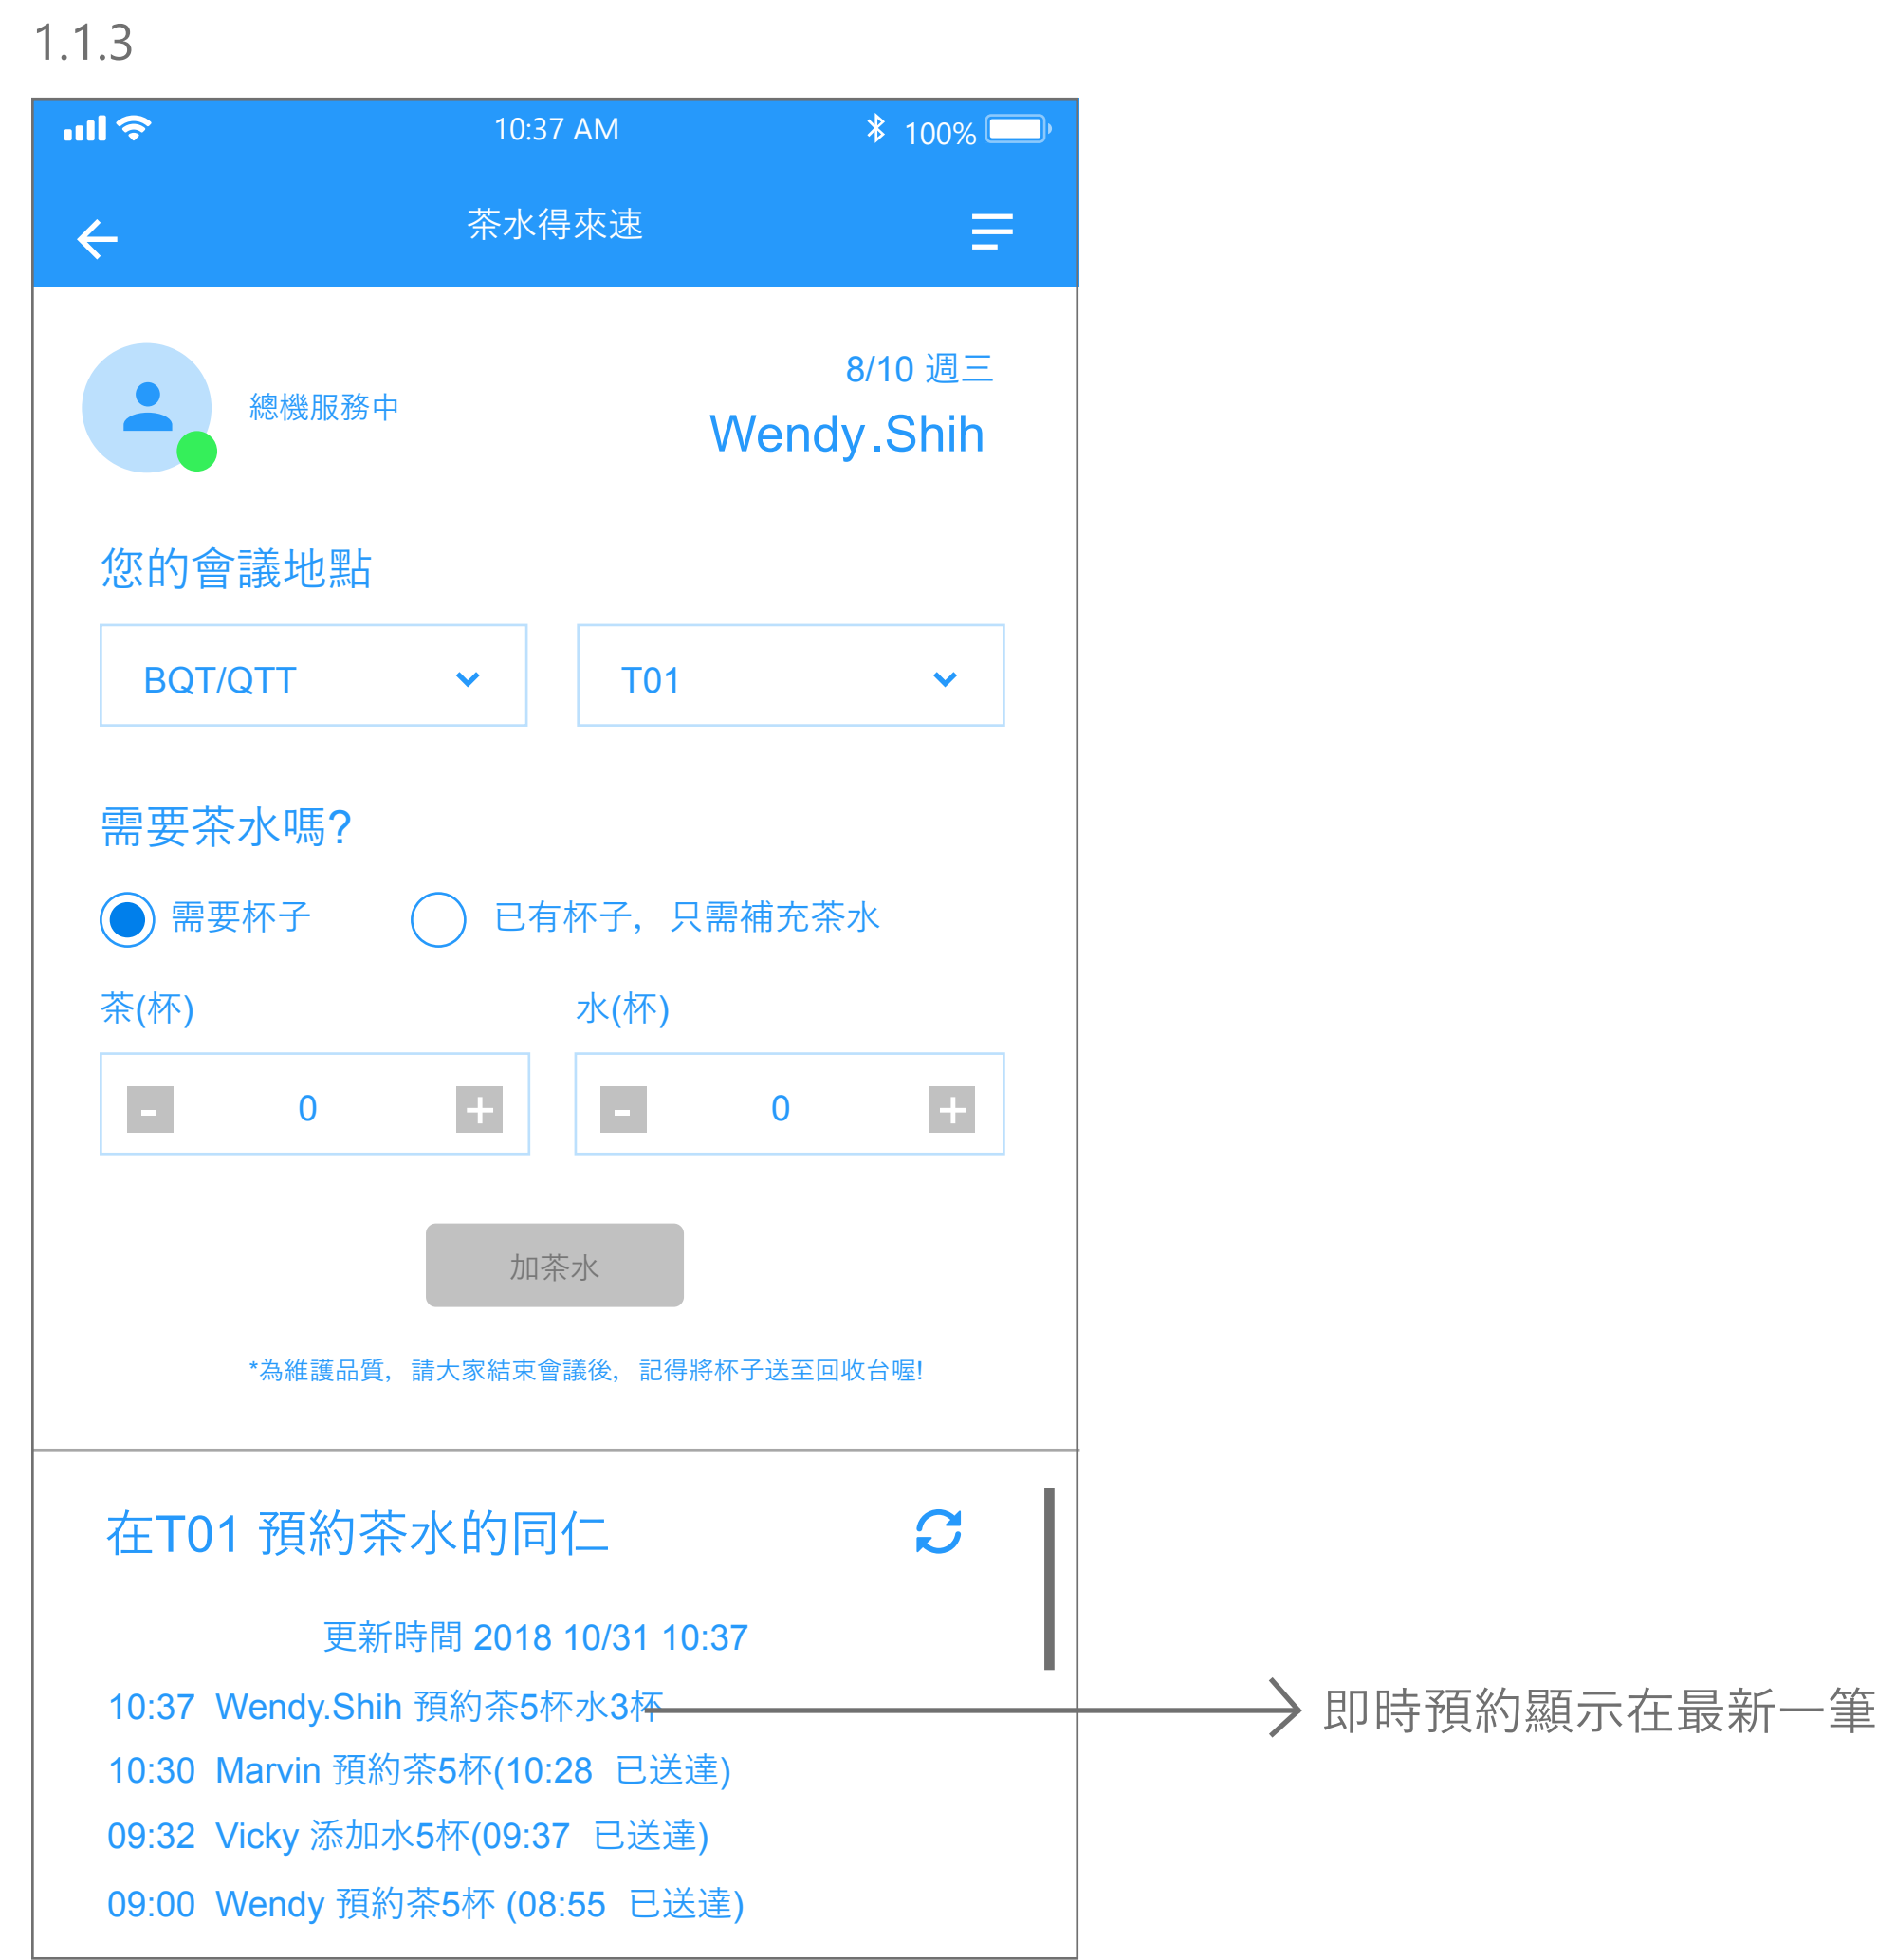 1.1.3
10:37 AM
100%
茶水得來速
8/10 週三
總機服務中
Wendy.Shih
您的會議地點
BQT/QTT
T01
需要茶水嗎?
需要杯子
已有杯子，只需補充茶水
茶(杯)
水(杯)
- 0 +
- 0 +
加茶水
*為維護品質，請大家結束會議後，記得將杯子送至回收台喔!
在T01 預約茶水的同仁
更新時間 2018 10/31 10:37
10:37 Wendy.Shih 預約茶5杯水3杯
即時預約顯示在最新一筆
10:30 Marvin 預約茶5杯(10:28 已送達)
09:32 Vicky 添加水5杯(09:37 已送達)
09:00 Wendy 預約茶5杯 (08:55 已送達)